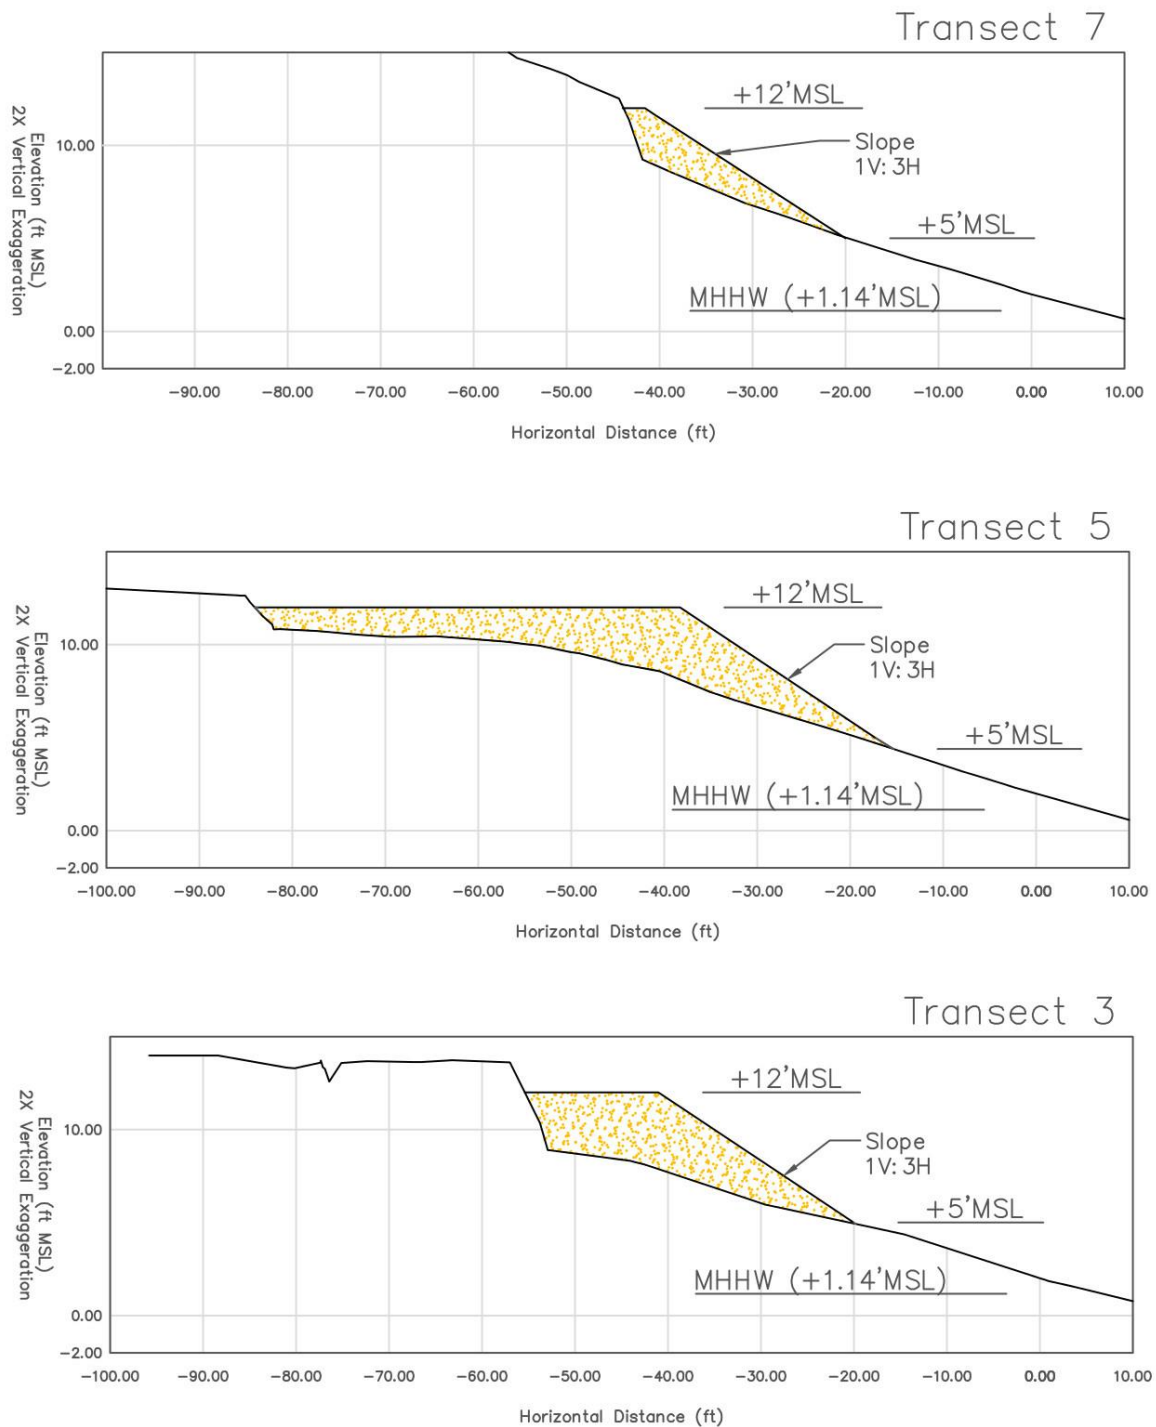 Transect 7
Elevation (ft MSL)
2X Vertical Exaggeration
10.00
0.00
-2.00
+12'MSL
Slope
1V: 3H
+5'MSL
MHHW (+1.14'MSL)
-90.00 -80.00 -70.00 -60.00 -50.00 -40.00 -30.00 -20.00 -10.00 0.00 10.00
Horizontal Distance (ft)
Transect 5
Elevation (ft MSL)
2X Vertical Exaggeration
10.00
0.00
-2.00
+12'MSL
Slope
1V: 3H
+5'MSL
MHHW (+1.14'MSL)
-100.00 -90.00 -80.00 -70.00 -60.00 -50.00 -40.00 -30.00 -20.00 -10.00 0.00 10.00
Horizontal Distance (ft)
Transect 3
Elevation (ft MSL)
2X Vertical Exaggeration
10.00
0.00
-2.00
+12'MSL
Slope
1V: 3H
+5'MSL
MHHW (+1.14'MSL)
-100.00 -90.00 -80.00 -70.00 -60.00 -50.00 -40.00 -30.00 -20.00 -10.00 0.00 10.00
Horizontal Distance (ft)